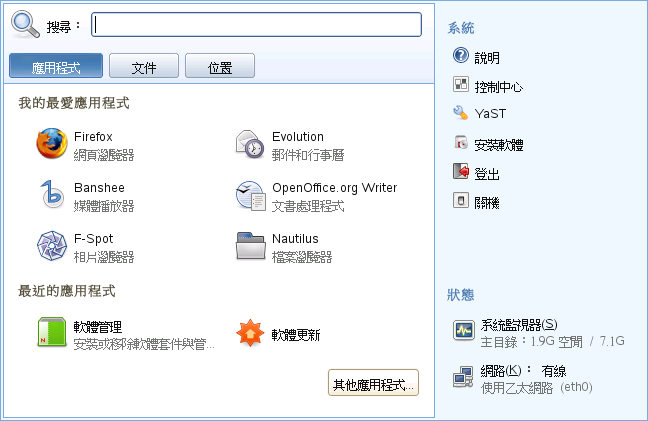 搜尋：
應用程式 文件 位置
我的最愛應用程式
Firefox
網頁瀏覽器
Evolution
郵件和行事曆
Banshee
媒體播放器
OpenOffice.org Writer
文書處理程式
F-Spot
相片瀏覽器
Nautilus
檔案瀏覽器
最近的應用程式
軟體管理
安裝或移除軟體套件與管...
軟體更新
其他應用程式...
系統
說明
控制中心
YaST
安裝軟體
登出
關機
狀態
系統監視器(S)
主目錄：1.9G 空閒 / 7.1G
網路(K)： 有線
使用乙太網路 (eth0)